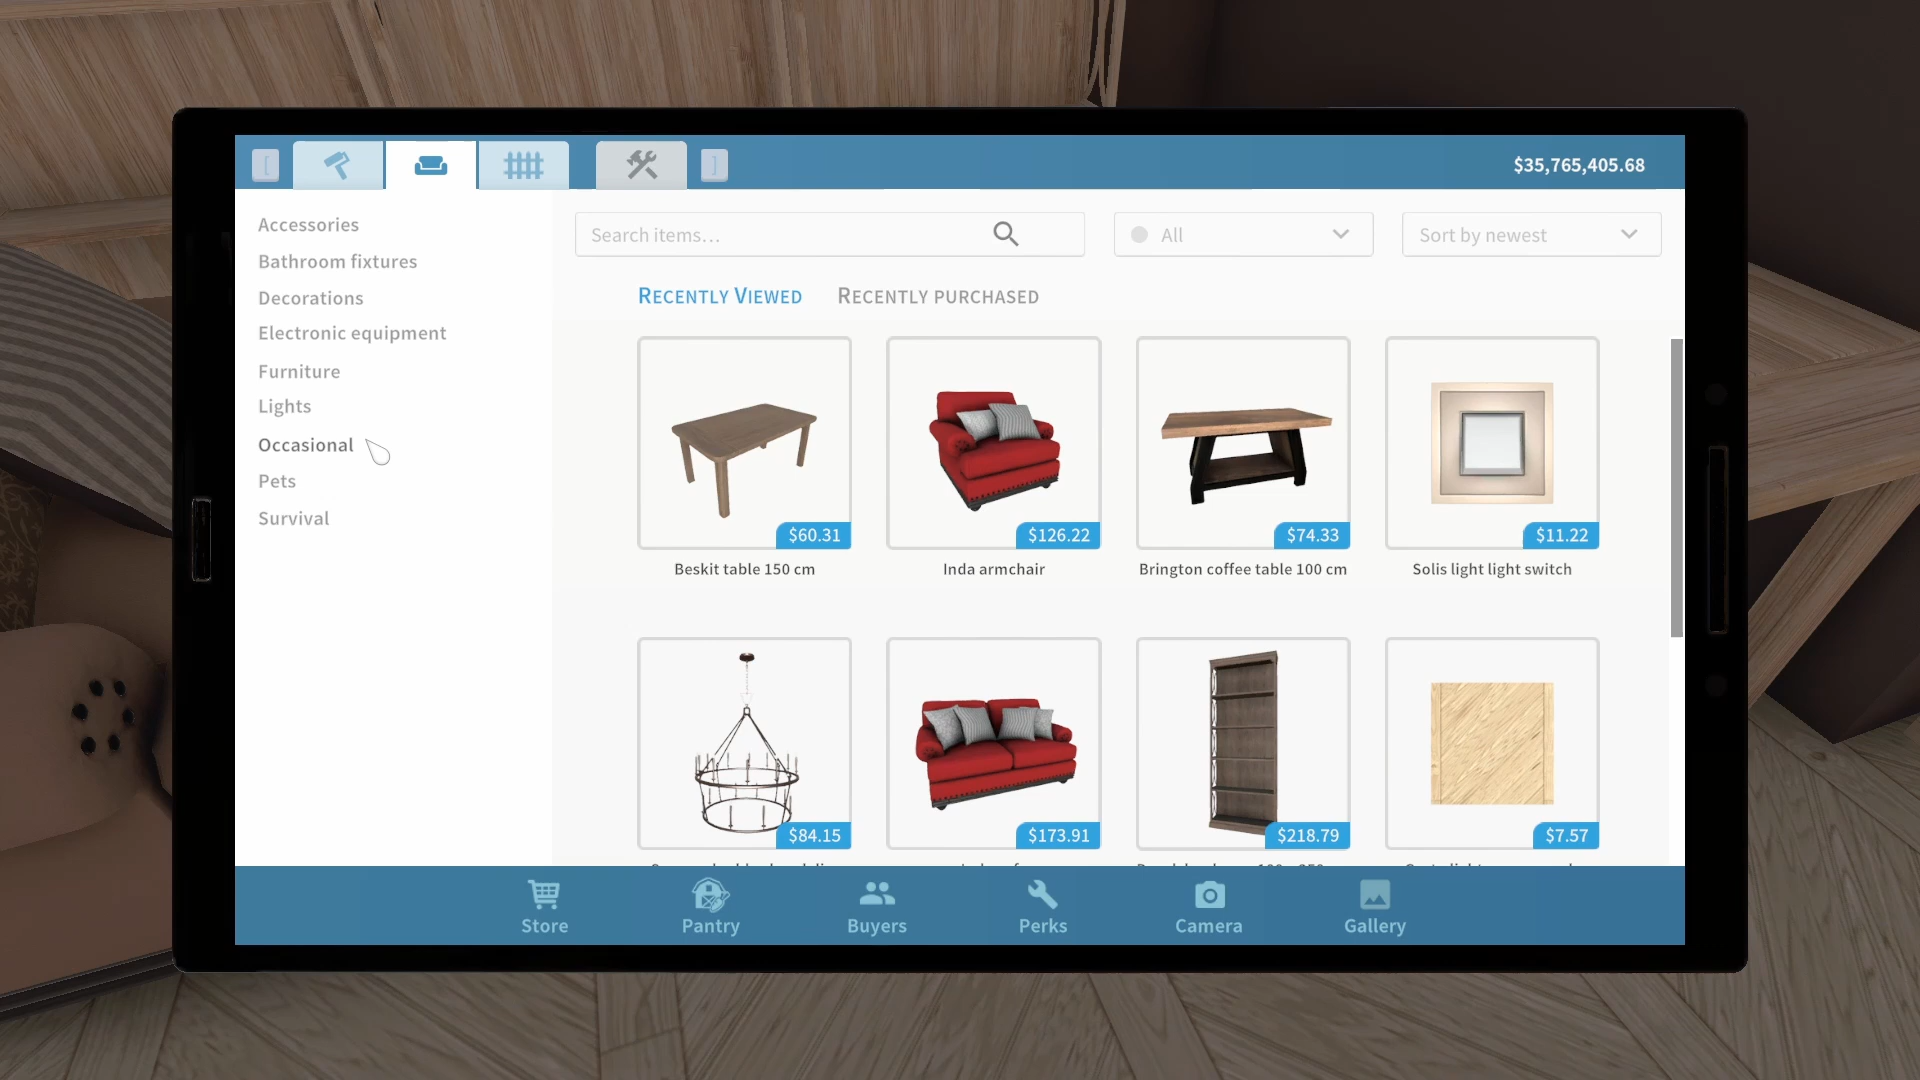 [
]
$35,765,405.68
Accessories
Bathroom fixtures
Decorations
Electronic equipment
Furniture
Lights
Occasional
Pets
Survival
Search items...
All
Sort by newest
RECENTLY VIEWED
RECENTLY PURCHASED
$60.31
$126.22
$74.33
$11.22
Beskit table 150 cm
Inda armchair
Brington coffee table 100 cm
Solis light light switch
$84.15
$173.91
$218.79
$7.57
Store
Pantry
Buyers
Perks
Camera
Gallery